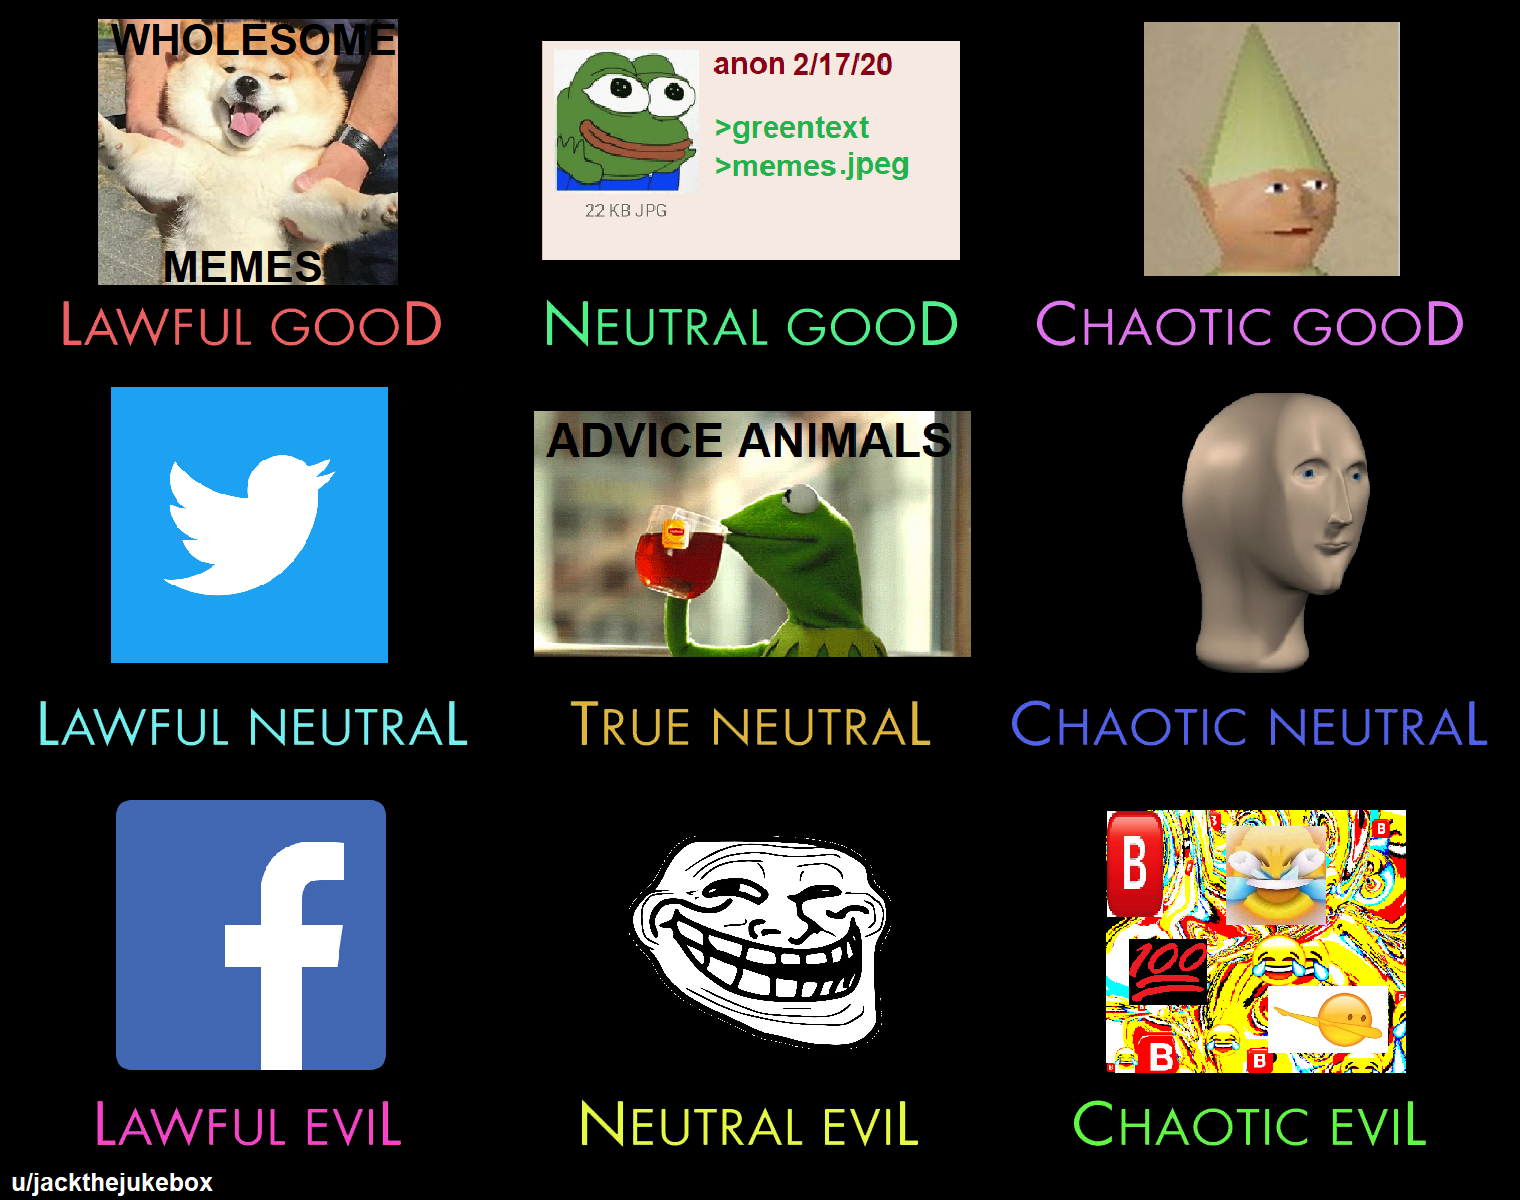 WHOLESOME
MEMES
anon 2/17/20
>greentext
>memes.jpeg
22 KB JPG
LAWFUL GOOD
NEUTRAL GOOD
CHAOTIC GOOD
ADVICE ANIMALS
LAWFUL NEUTRAL
TRUE NEUTRAL
CHAOTIC NEUTRAL
f
B
B
100
B
B
B
LAWFUL EVIL
NEUTRAL EVIL
CHAOTIC EVIL
u/jackthejukebox